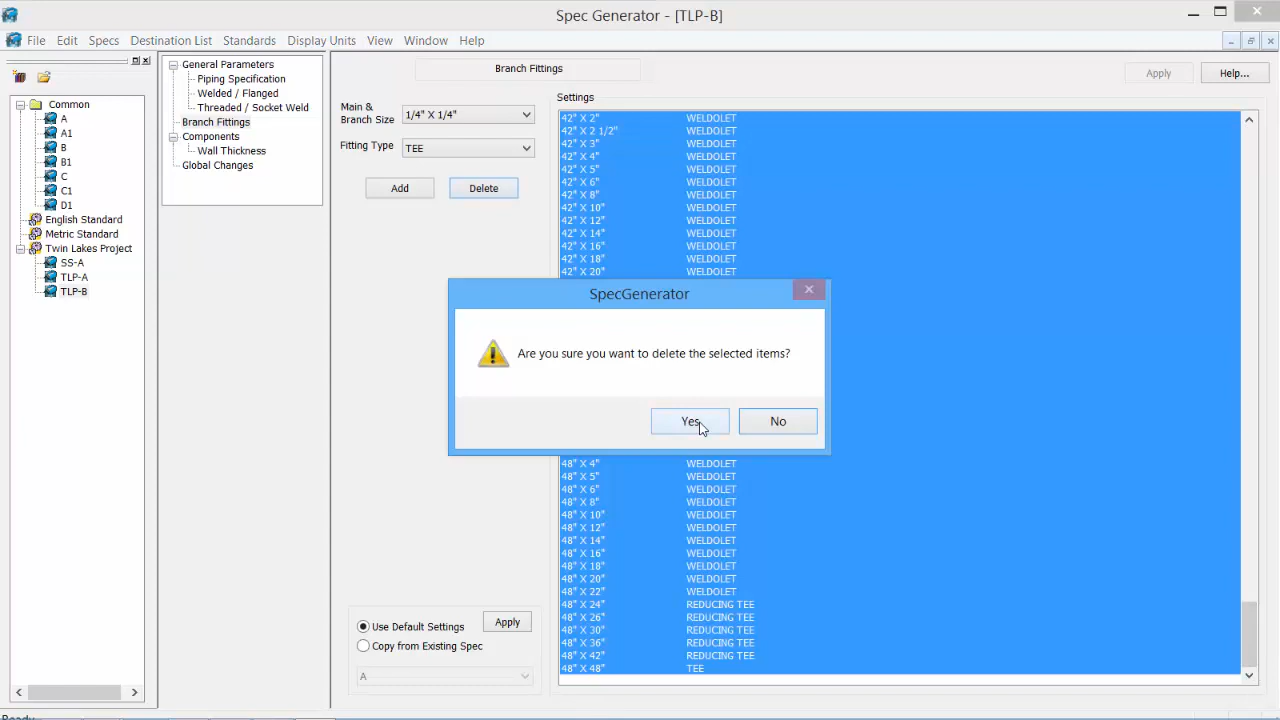 Spec Generator - [TLP-B]
File Edit Specs Destination List Standards Display Units View Window Help
Common
A
A1
B
B1
C
C1
D1
English Standard
Metric Standard
Twin Lakes Project
SS-A
TLP-A
TLP-B
General Parameters
Piping Specification
Welded / Flanged
Threaded / Socket Weld
Branch Fittings
Components
Wall Thickness
Global Changes
Branch Fittings
Apply
Help...
Main &
Branch Size
1/4" X 1/4"
Fitting Type
TEE
Add
Delete
Settings
42" X 2" WELDOLET
42" X 2 1/2" WELDOLET
42" X 3" WELDOLET
42" X 4" WELDOLET
42" X 5" WELDOLET
42" X 6" WELDOLET
42" X 8" WELDOLET
42" X 10" WELDOLET
42" X 12" WELDOLET
42" X 14" WELDOLET
42" X 16" WELDOLET
42" X 18" WELDOLET
42" X 20" WELDOLET
SpecGenerator
Are you sure you want to delete the selected items?
Yes
No
48" X 4" WELDOLET
48" X 5" WELDOLET
48" X 6" WELDOLET
48" X 8" WELDOLET
48" X 10" WELDOLET
48" X 12" WELDOLET
48" X 14" WELDOLET
48" X 16" WELDOLET
48" X 18" WELDOLET
48" X 20" WELDOLET
48" X 22" WELDOLET
48" X 24" REDUCING TEE
48" X 26" REDUCING TEE
48" X 30" REDUCING TEE
48" X 36" REDUCING TEE
48" X 42" REDUCING TEE
48" X 48" TEE
Use Default Settings
Apply
Copy from Existing Spec
A
Ready